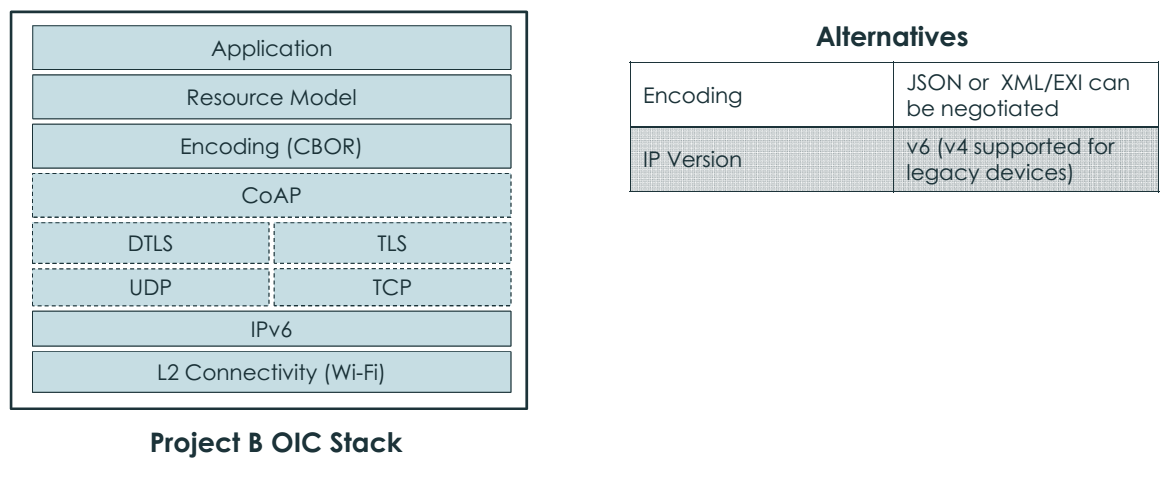 Application
Resource Model
Encoding (CBOR)
CoAP
DTLS TLS
UDP TCP
IPv6
L2 Connectivity (Wi-Fi)
Project B OIC Stack
Alternatives
Encoding
JSON or XML/EXI can
be negotiated
IP Version
v6 (v4 supported for
legacy devices)